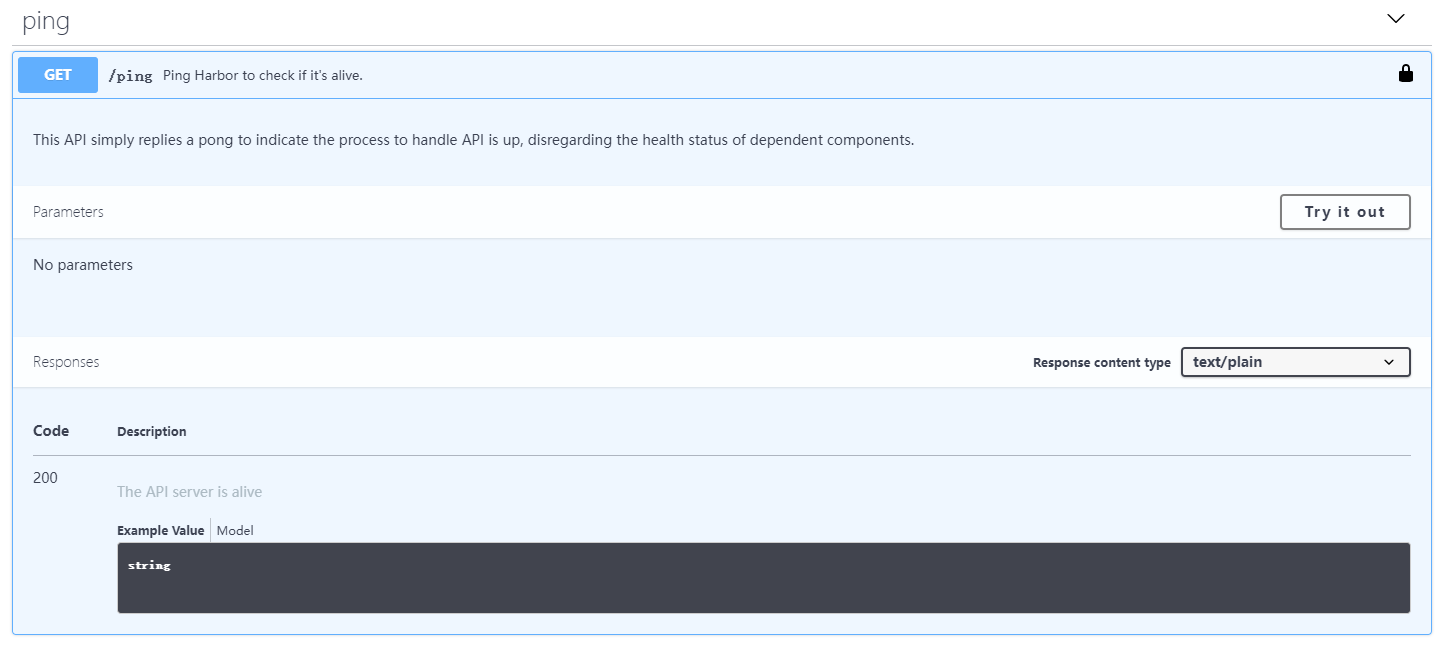 ping
GET /ping Ping Harbor to check if it's alive.
This API simply replies a pong to indicate the process to handle API is up, disregarding the health status of dependent components.
Parameters Try it out
No parameters
Responses Response content type text/plain
Code Description
200
The API server is alive
Example Value Model
string